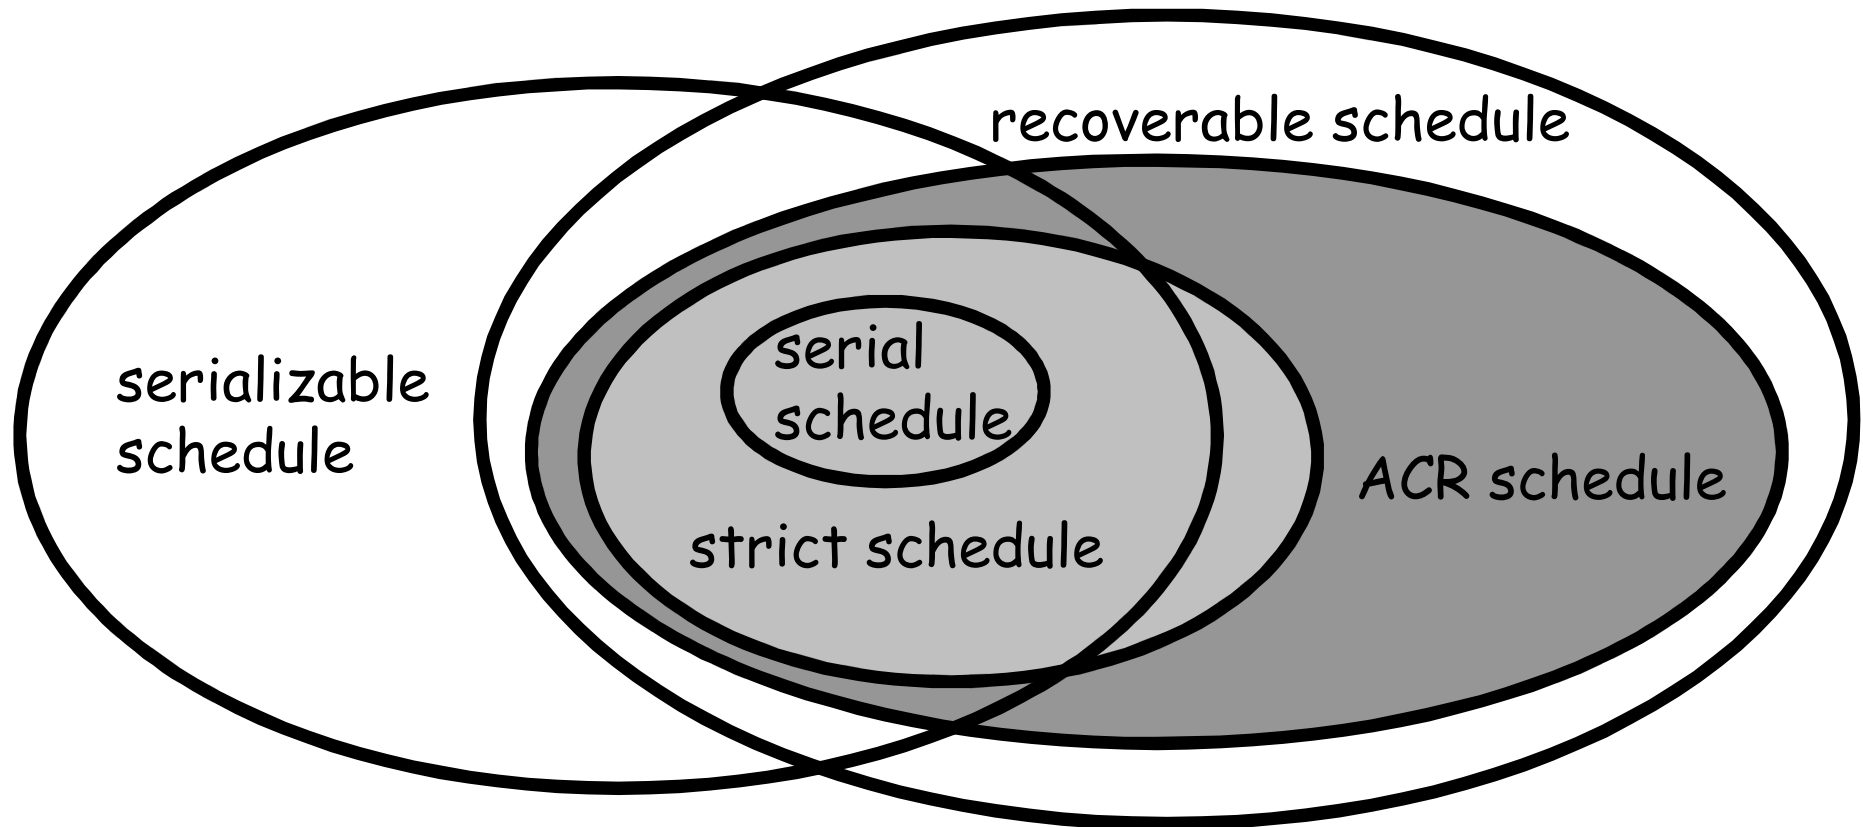 recoverable schedule
serial
schedule
serializable
schedule
ACR schedule
strict schedule